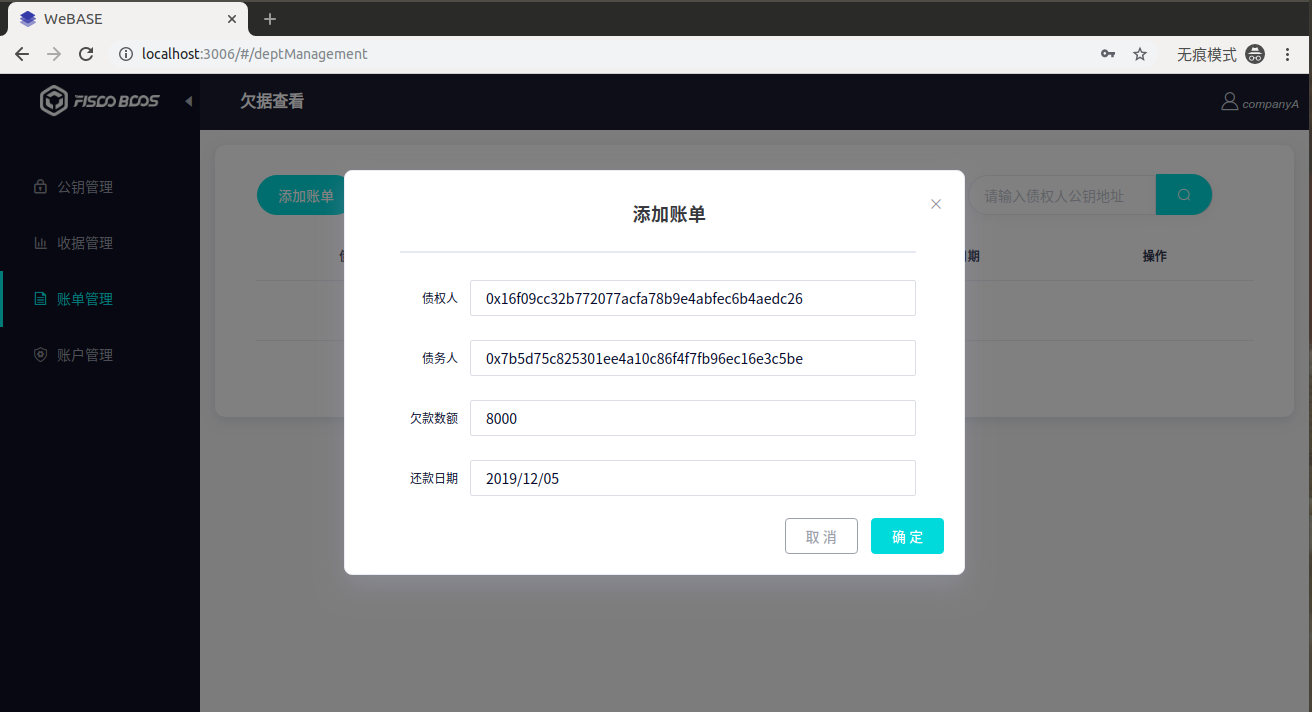 WeBASE
localhost:3006/#/deptManagement
无痕模式
FISCO BCOS
欠据查看
companyA
公钥管理
收据管理
账单管理
账户管理
添加账单
请输入债权人公钥地址
期
操作
添加账单
债权人
0x16f09cc32b772077acfa78b9e4abfec6b4aedc26
债务人
0x7b5d75c825301ee4a10c86f4f7fb96ec16e3c5be
欠款数额
8000
还款日期
2019/12/05
取 消
确 定